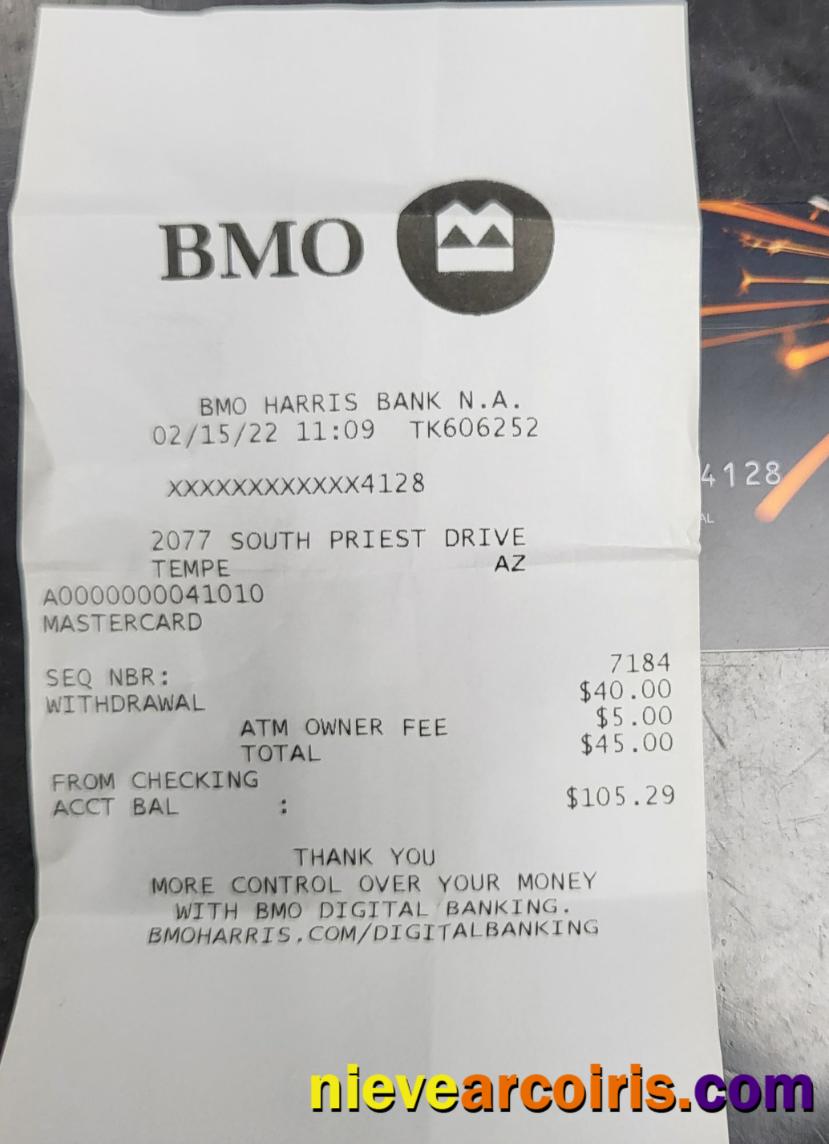 BMO
BMO HARRIS BANK N.A.
02/15/22 11:09 TK606252
XXXXXXXXXXXX4128
2077 SOUTH PRIEST DRIVE
TEMPE AZ
A0000000041010
MASTERCARD
SEQ NBR: 7184
WITHDRAWAL $40.00
ATM OWNER FEE $5.00
TOTAL $45.00
FROM CHECKING
ACCT BAL : $105.29
THANK YOU
MORE CONTROL OVER YOUR MONEY
WITH BMO DIGITAL BANKING.
BMOHARRIS.COM/DIGITALBANKING
4128
AL
nievearcoiris.com